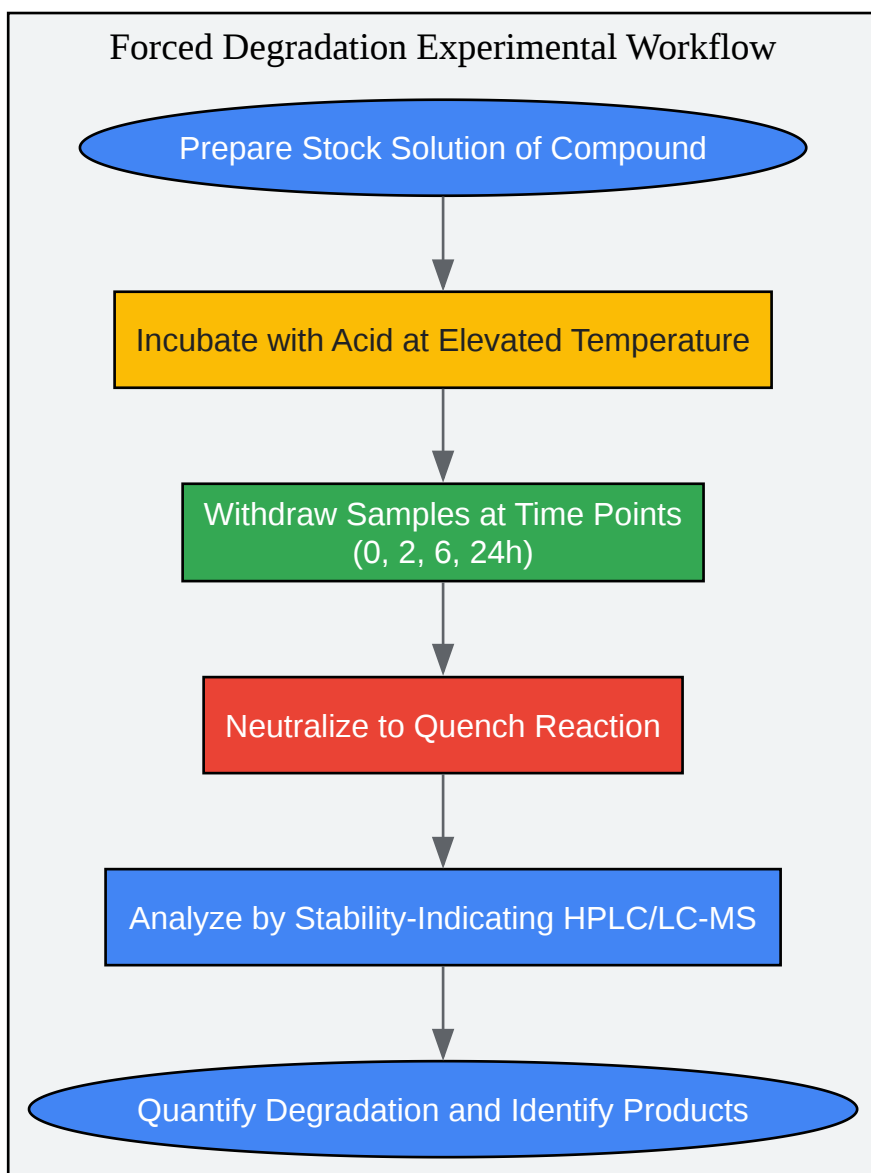 Forced Degradation Experimental Workflow
Prepare Stock Solution of Compound
Incubate with Acid at Elevated Temperature
Withdraw Samples at Time Points
(0, 2, 6, 24h)
Neutralize to Quench Reaction
Analyze by Stability-Indicating HPLC/LC-MS
Quantify Degradation and Identify Products